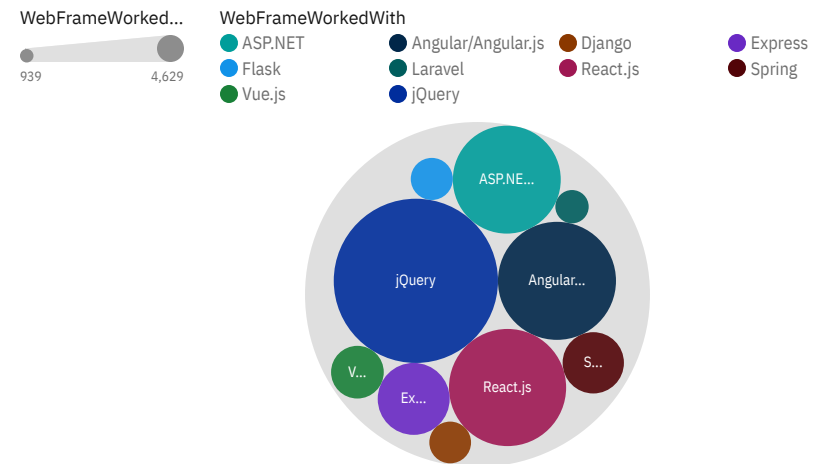 WebFrameWorked...
939
4,629
WebFrameWorkedWith
ASP.NET
Angular/Angular.js
Django
Express
Flask
Laravel
React.js
Spring
Vue.js
jQuery
ASP.NE...
jQuery
Angular...
S...
V...
React.js
Ex...